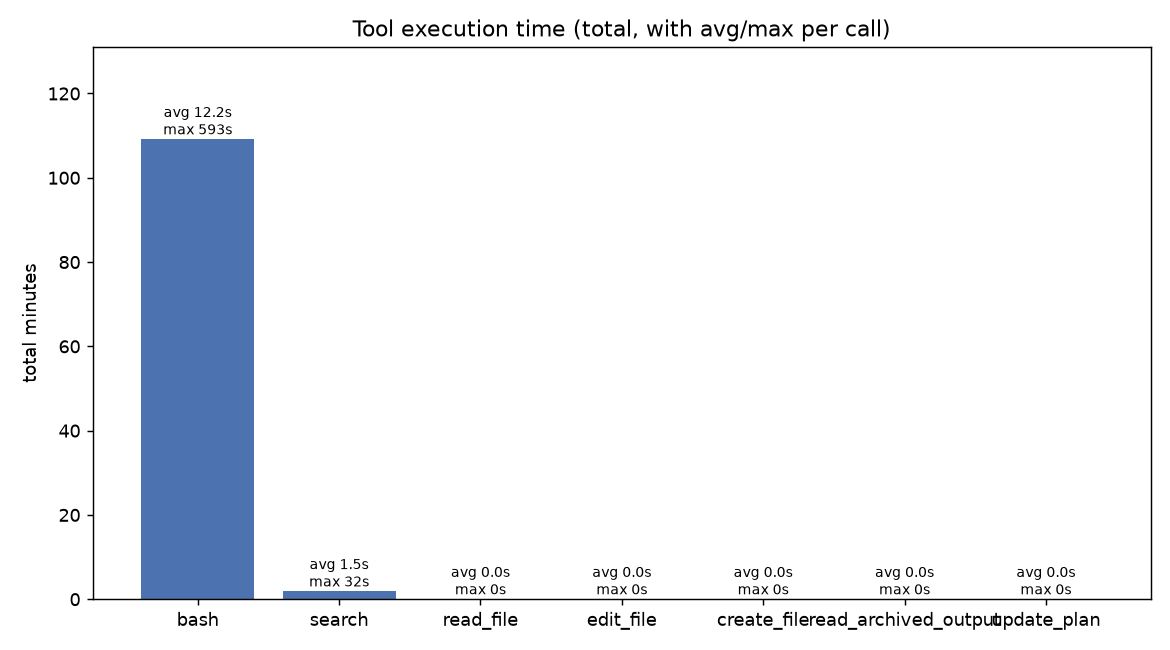 Tool execution time (total, with avg/max per call)
total minutes
120
100
80
60
40
20
0
avg 12.2s
max 593s
avg 1.5s
max 32s
avg 0.0s
max 0s
avg 0.0s
max 0s
avg 0.0s
max 0s
avg 0.0s
max 0s
avg 0.0s
max 0s
bash
search
read_file
edit_file
create_file
read_archived_output
update_plan